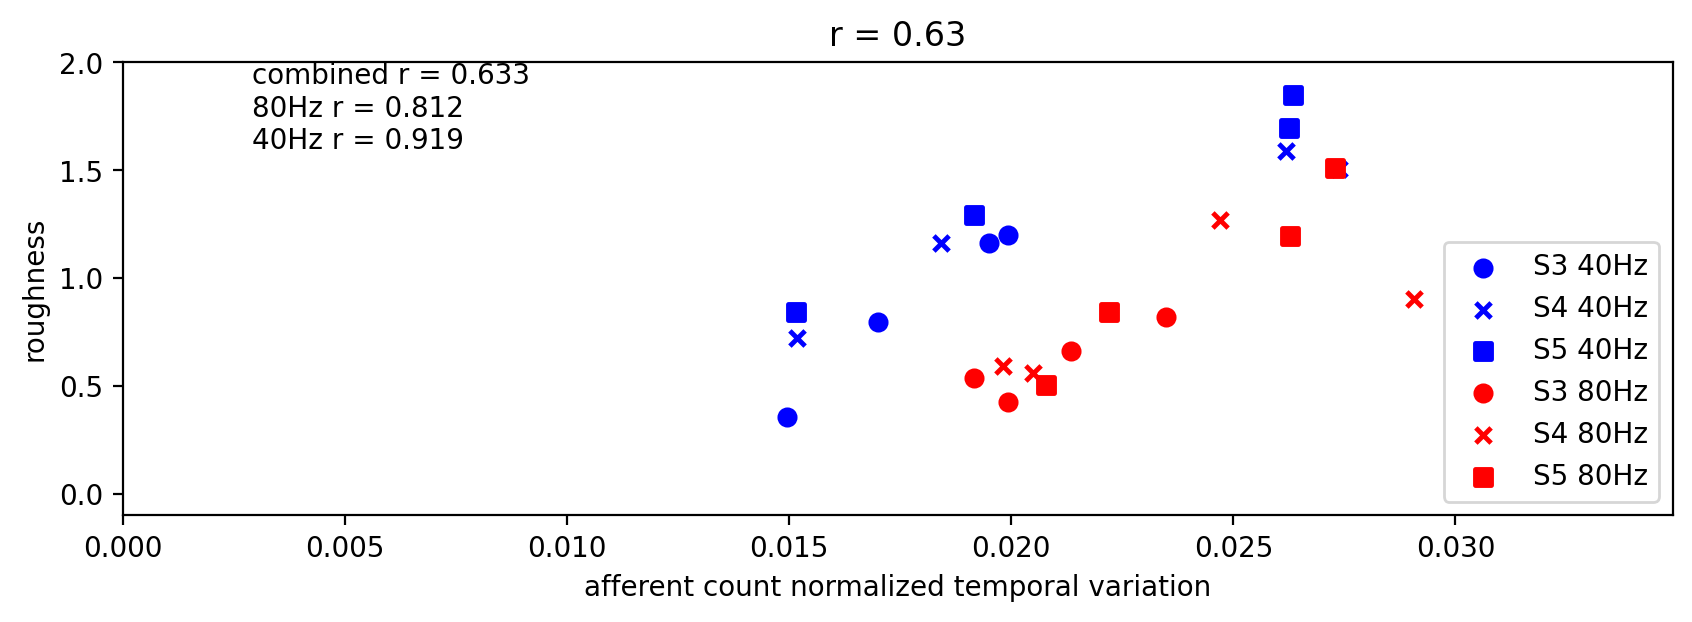 r = 0.63
combined r = 0.633
80Hz r = 0.812
40Hz r = 0.919
2.0
1.5
1.0
0.5
0.0
roughness
S3 40Hz
S4 40Hz
S5 40Hz
S3 80Hz
S4 80Hz
S5 80Hz
0.000 0.005 0.010 0.015 0.020 0.025 0.030
afferent count normalized temporal variation